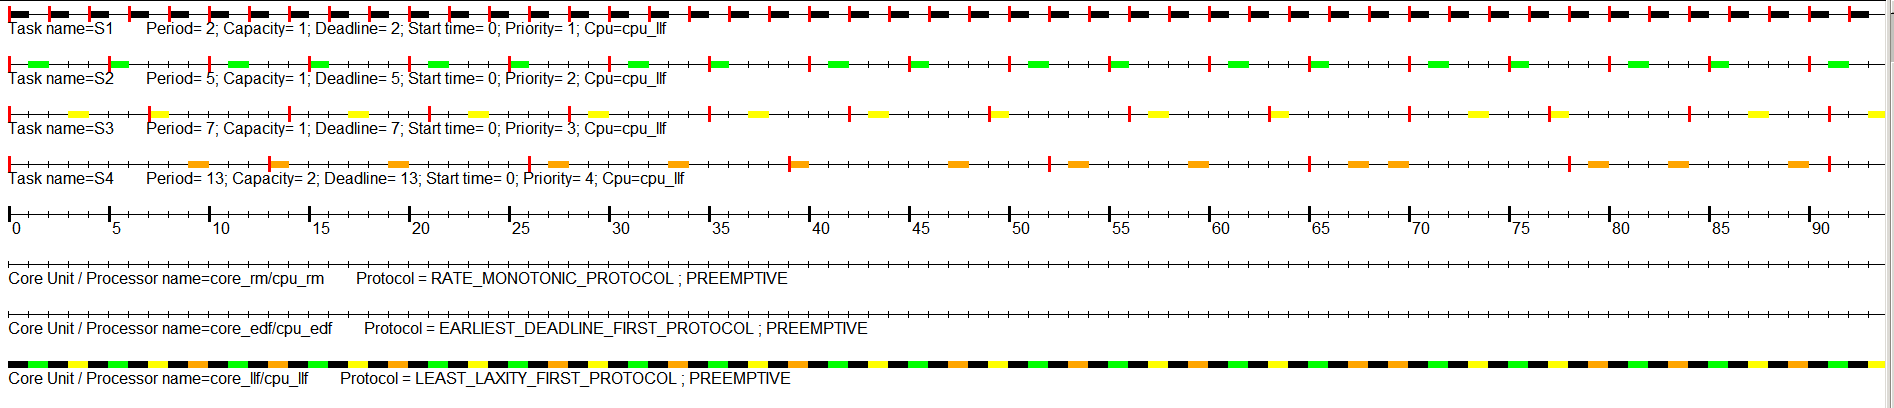 Task name=S1 Period= 2; Capacity= 1; Deadline= 2; Start time= 0; Priority= 1; Cpu=cpu_llf
Task name=S2 Period= 5; Capacity= 1; Deadline= 5; Start time= 0; Priority= 2; Cpu=cpu_llf
Task name=S3 Period= 7; Capacity= 1; Deadline= 7; Start time= 0; Priority= 3; Cpu=cpu_llf
Task name=S4 Period= 13; Capacity= 2; Deadline= 13; Start time= 0; Priority= 4; Cpu=cpu_llf
0 5 10 15 20 25 30 35 40 45 50 55 60 65 70 75 80 85 90
Core Unit / Processor name=core_rm/cpu_rm Protocol = RATE_MONOTONIC_PROTOCOL ; PREEMPTIVE
Core Unit / Processor name=core_edf/cpu_edf Protocol = EARLIEST_DEADLINE_FIRST_PROTOCOL ; PREEMPTIVE
Core Unit / Processor name=core_llf/cpu_llf Protocol = LEAST_LAXITY_FIRST_PROTOCOL ; PREEMPTIVE